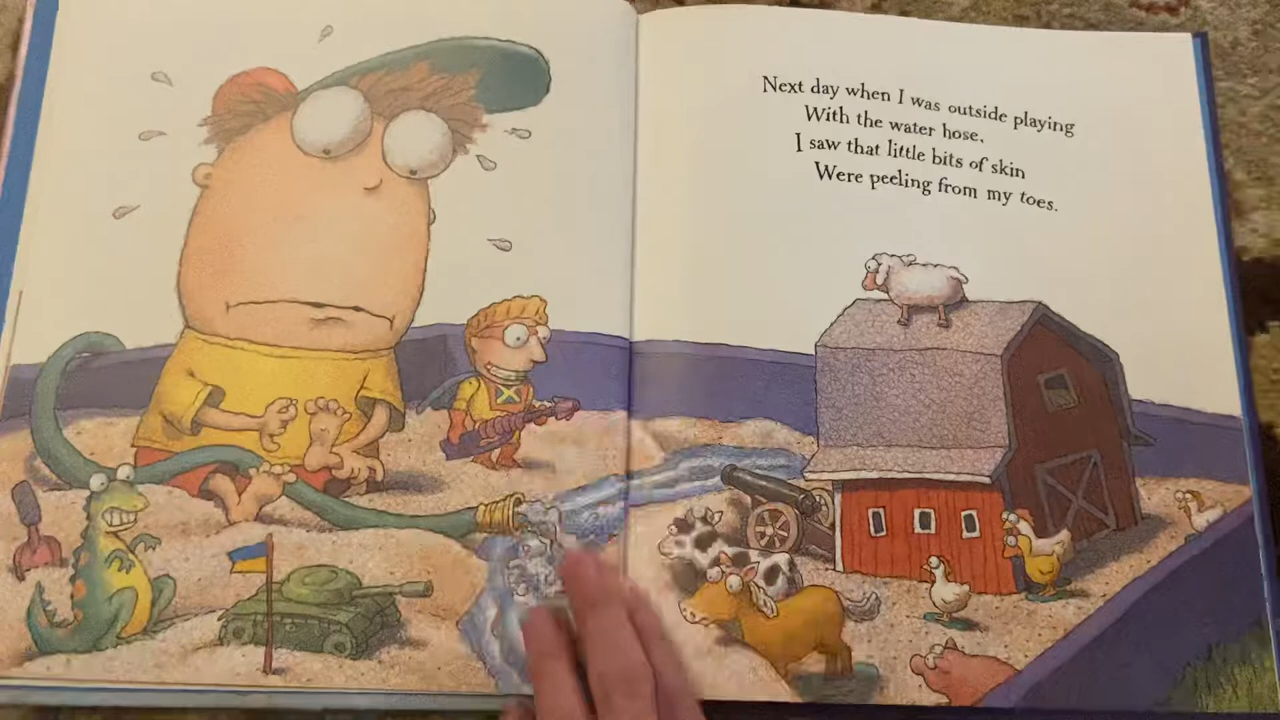 Next day when I was outside playing
With the water hose,
I saw that little bits of skin
Were peeling from my toes.